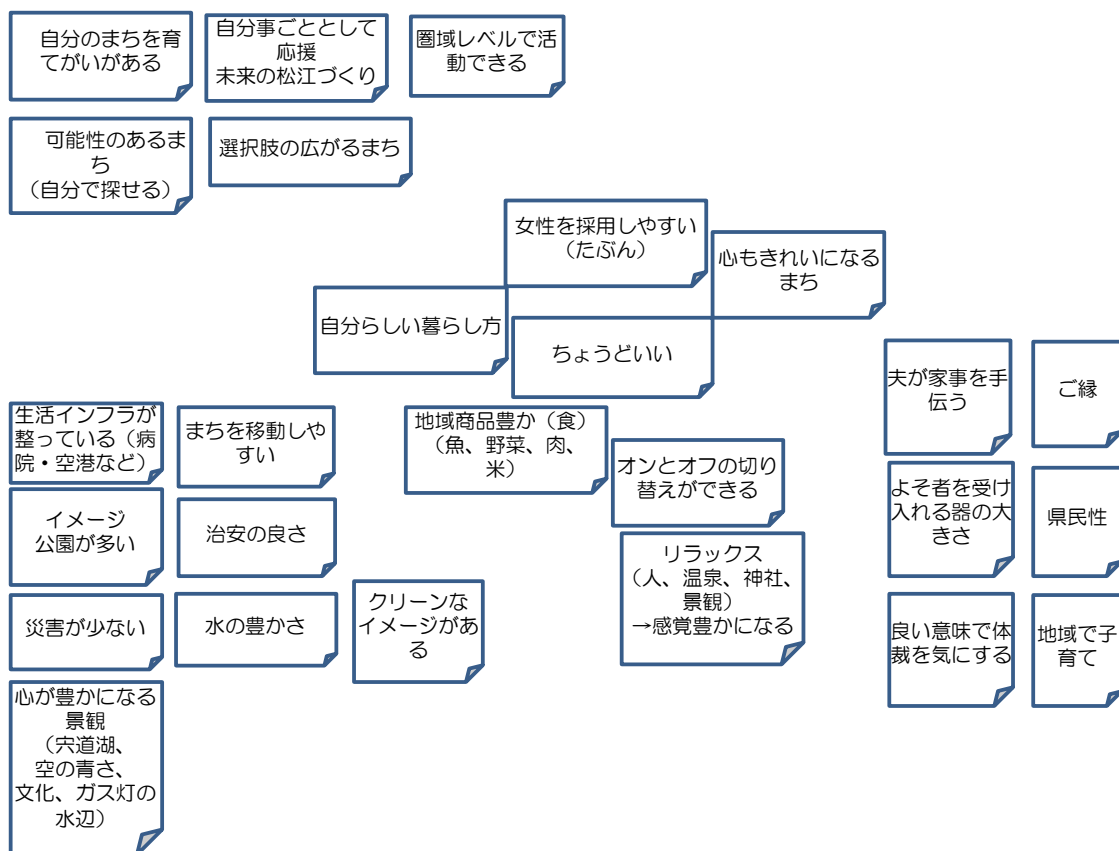 自分のまちを育
てがいがある
自分事ごととして
応援
未来の松江づくり
圏域レベルで活
動できる
可能性のあるま
ち
（自分で探せる）
選択肢の広がるまち
女性を採用しやすい
（たぶん）
心もきれいになる
まち
自分らしい暮らし方
ちょうどいい
夫が家事を手
伝う
ご縁
生活インフラが
整っている（病
院・空港など）
まちを移動しや
すい
地域商品豊か（食）
（魚、野菜、肉、
米）
オンとオフの切り
替えができる
よそ者を受け
入れる器の大
きさ
県民性
イメージ
公園が多い
治安の良さ
リラックス
（人、温泉、神社、
景観）
→感覚豊かになる
災害が少ない
水の豊かさ
クリーンな
イメージがあ
る
良い意味で体
裁を気にする
地域で子
育て
心が豊かになる
景観
（宍道湖、
空の青さ、
文化、ガス灯の
水辺）